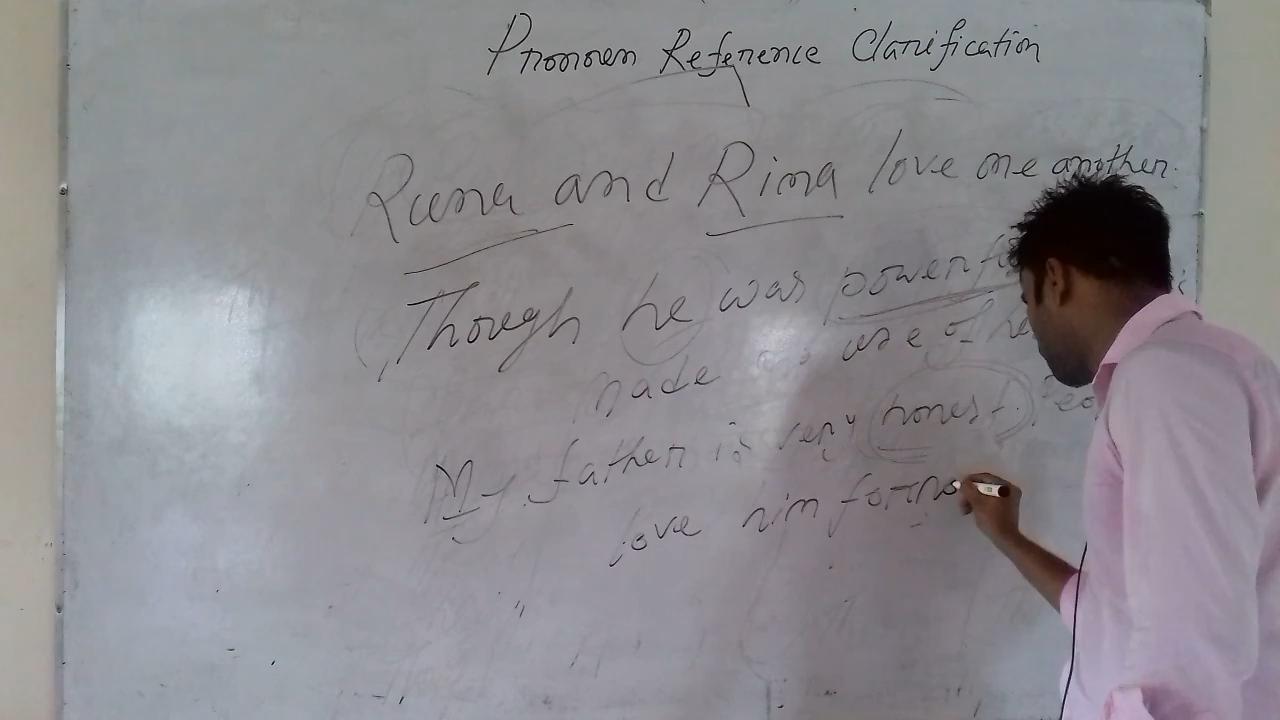 Pronoun Reference Clarification
Runa and Rima love one another.
Though he was
made no use of
My father is very honest.
love him for